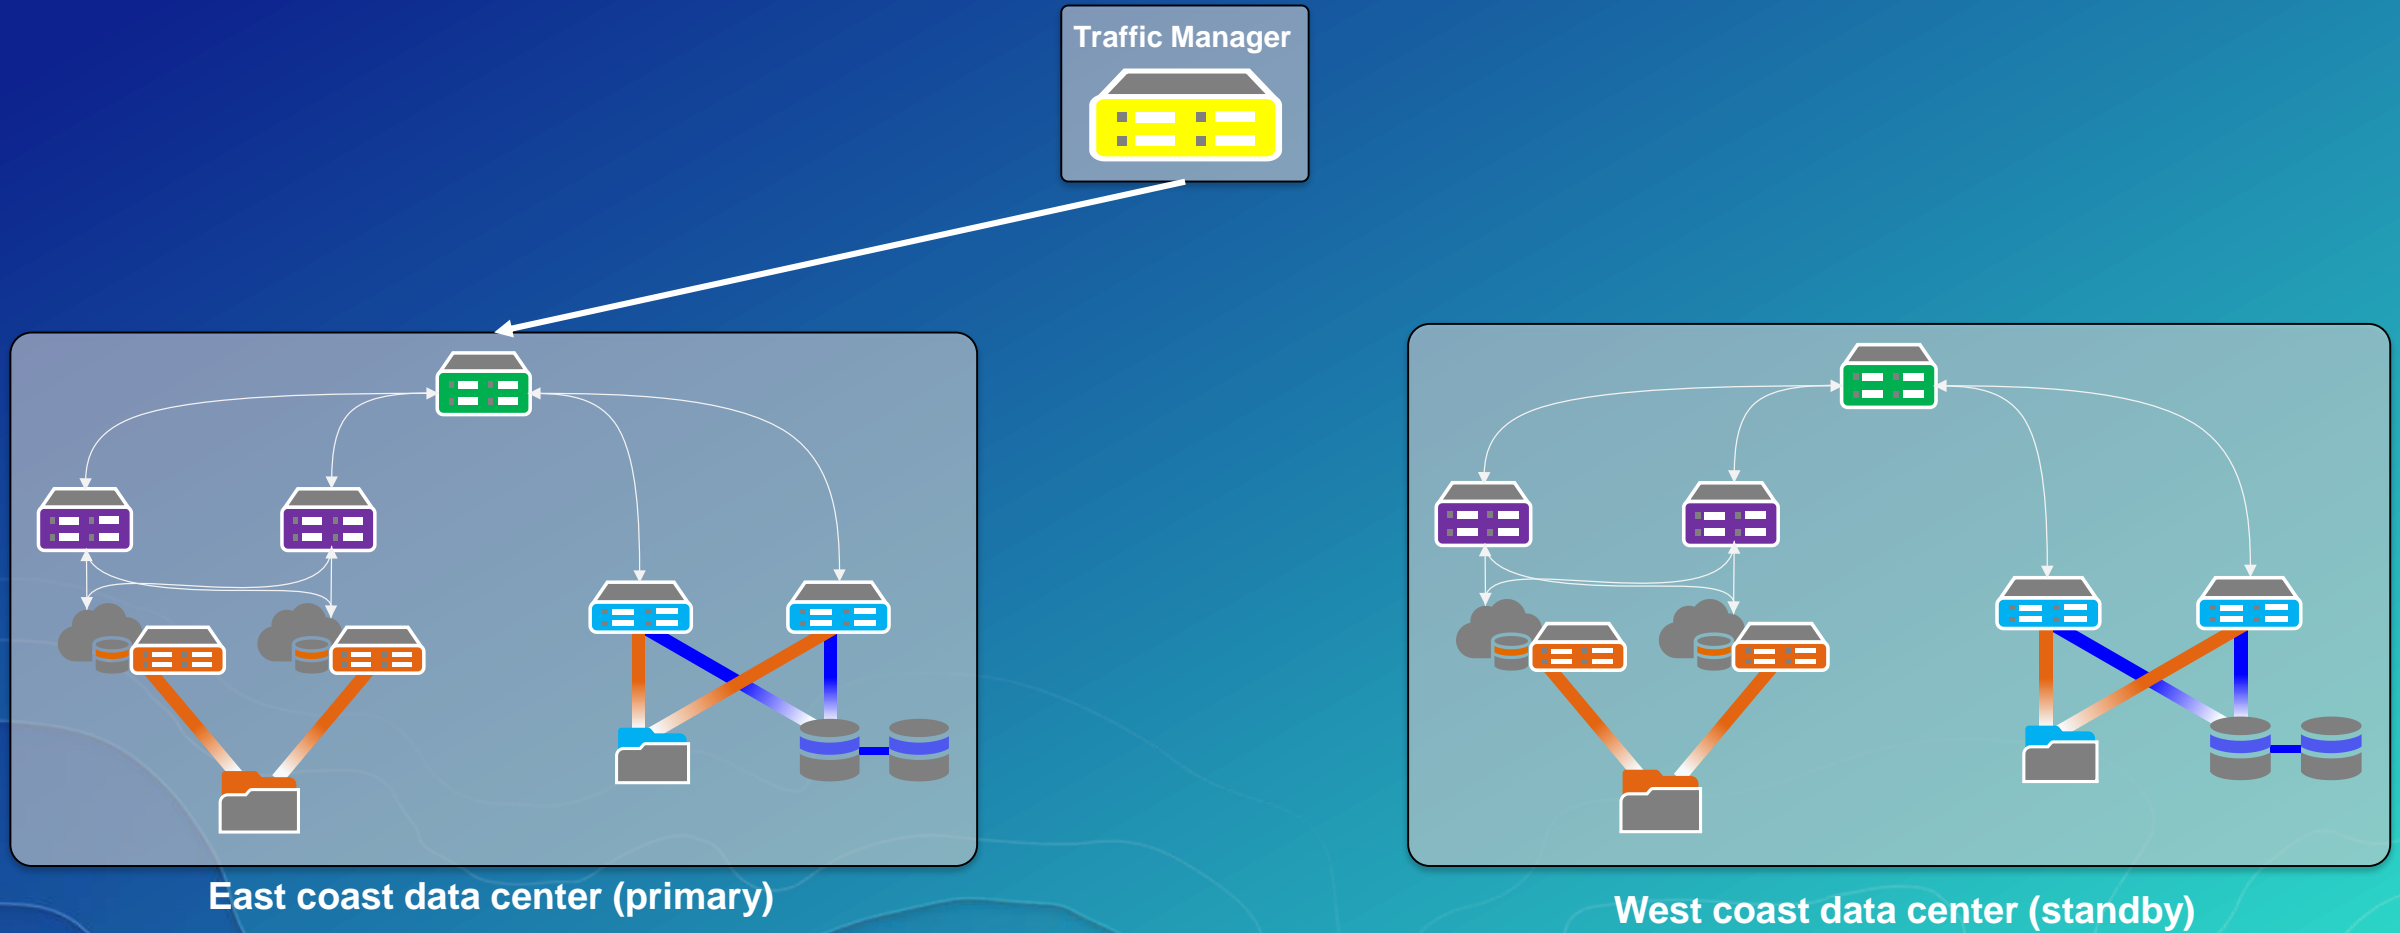 Traffic Manager
East coast data center (primary)
West coast data center (standby)